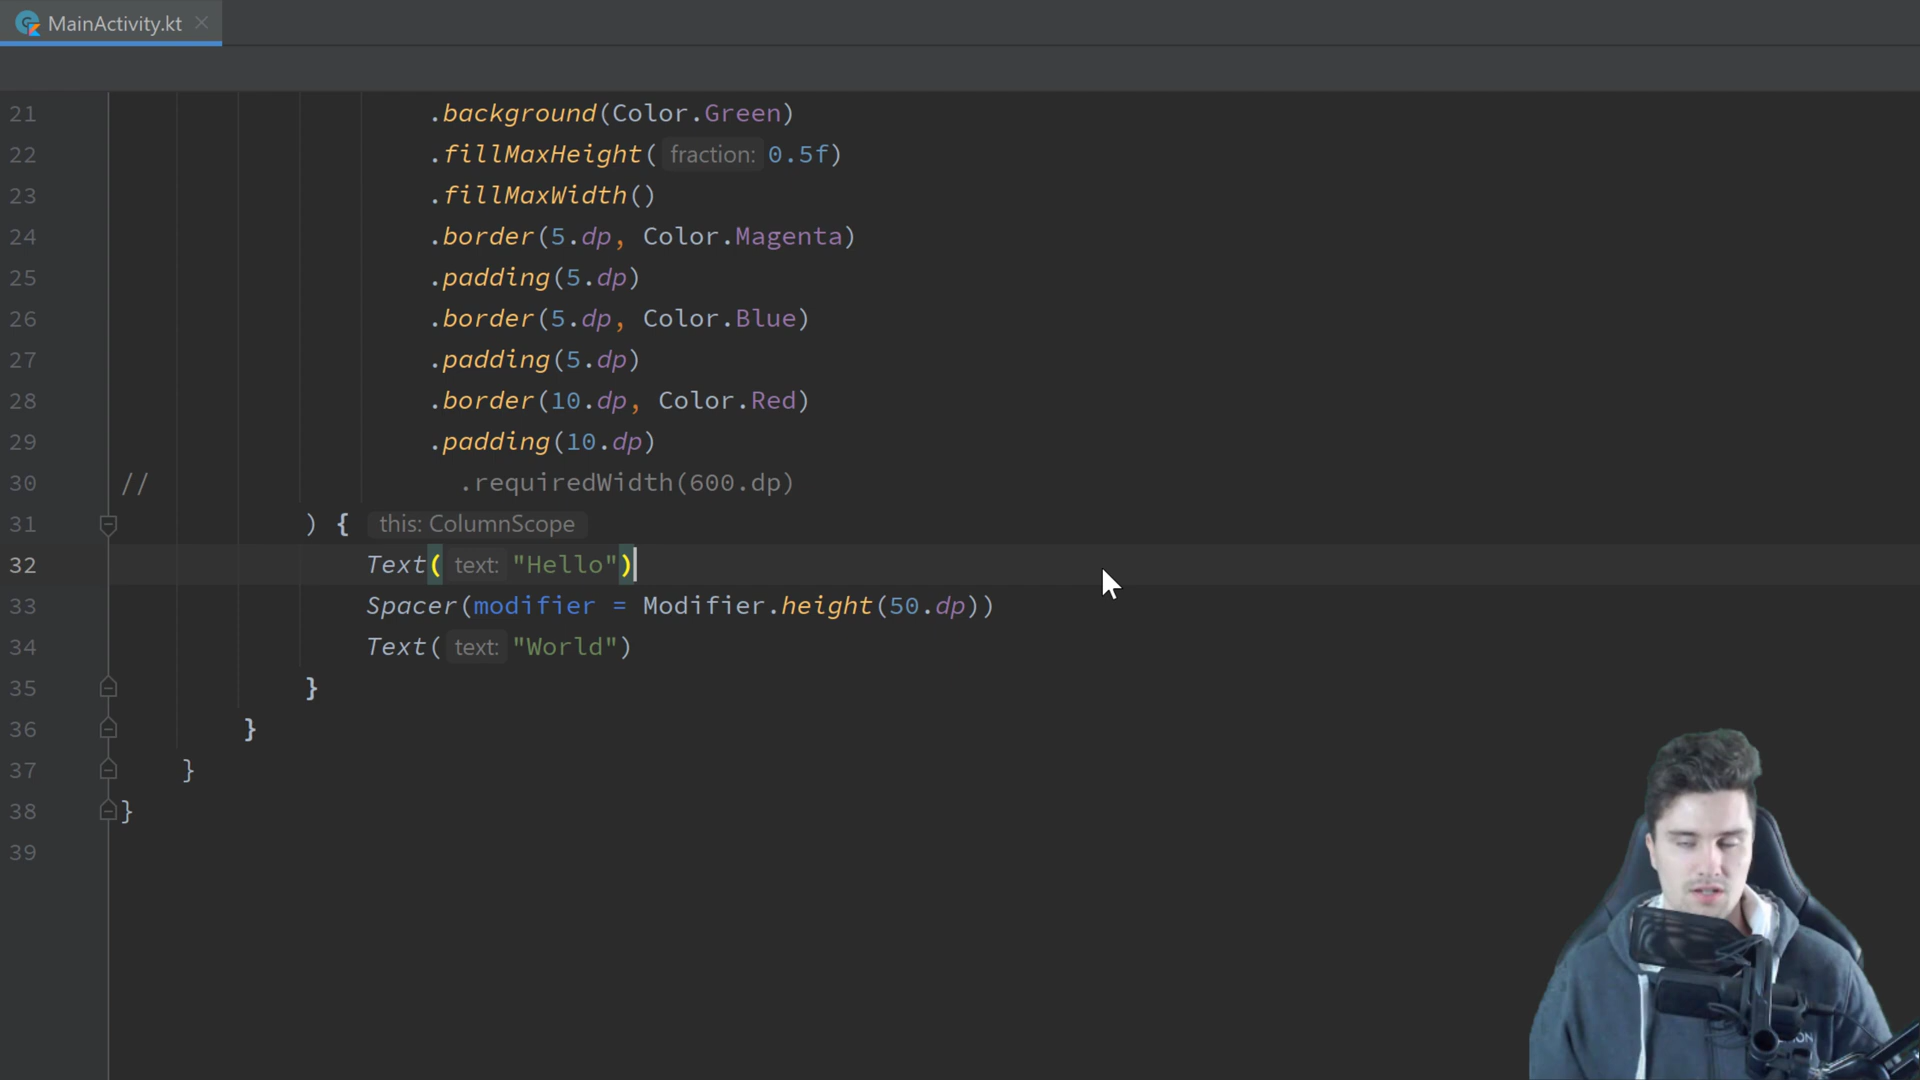 MainActivity.kt
21 .background(Color.Green)
22 .fillMaxHeight( fraction: 0.5f)
23 .fillMaxWidth()
24 .border(5.dp, Color.Magenta)
25 .padding(5.dp)
26 .border(5.dp, Color.Blue)
27 .padding(5.dp)
28 .border(10.dp, Color.Red)
29 .padding(10.dp)
30 // .requiredWidth(600.dp)
31 ) { this: ColumnScope
32 Text( text: "Hello")
33 Spacer(modifier = Modifier.height(50.dp))
34 Text( text: "World")
35 }
36 }
37 }
38 }
39